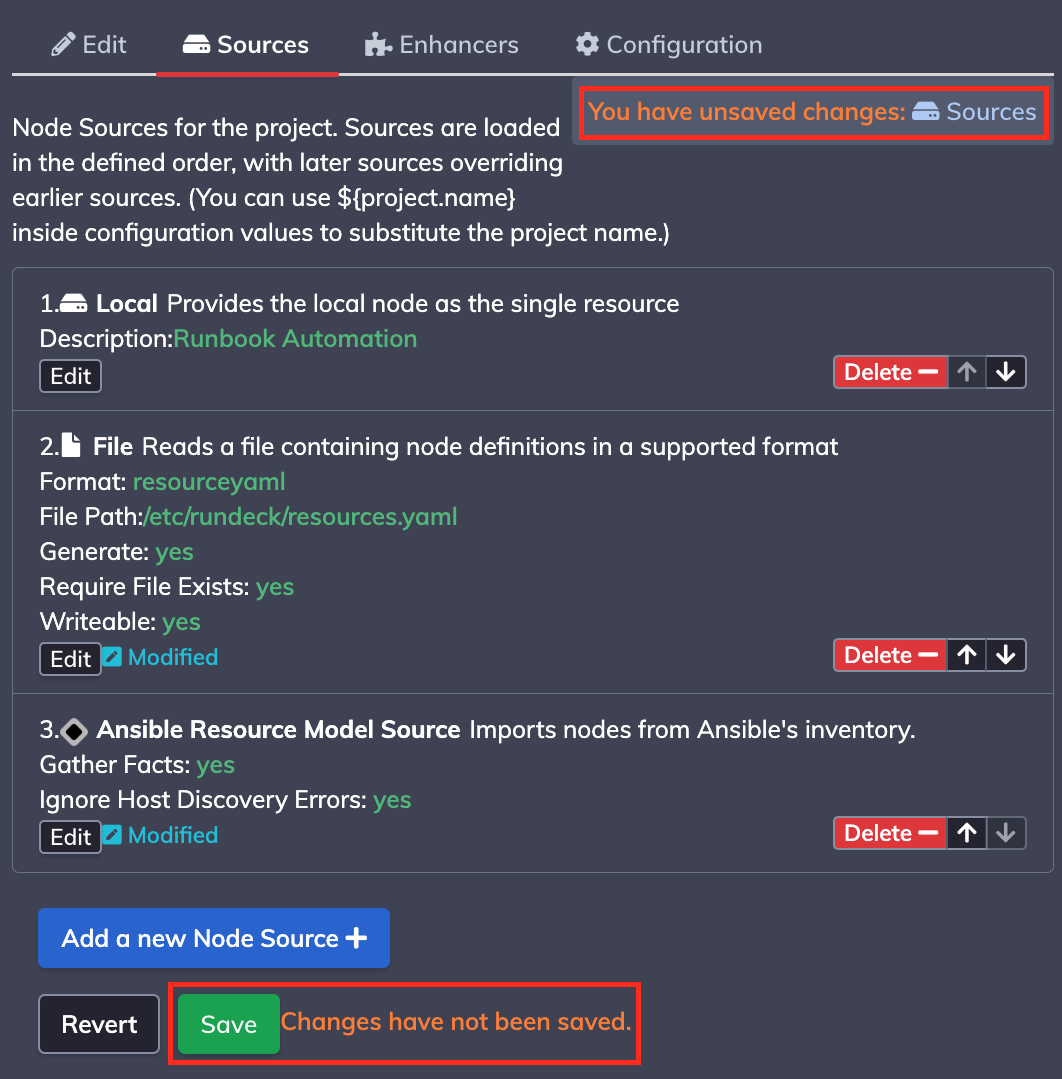 Edit Sources Enhancers Configuration
You have unsaved changes: Sources
Node Sources for the project. Sources are loaded
in the defined order, with later sources overriding
earlier sources. (You can use ${project.name}
inside configuration values to substitute the project name.)
1. Local Provides the local node as the single resource
Description:Runbook Automation
Edit Delete
2. File Reads a file containing node definitions in a supported format
Format: resourceyaml
File Path:/etc/rundeck/resources.yaml
Generate: yes
Require File Exists: yes
Writeable: yes
Edit Modified Delete
3. Ansible Resource Model Source Imports nodes from Ansible's inventory.
Gather Facts: yes
Ignore Host Discovery Errors: yes
Edit Modified Delete
Add a new Node Source +
Revert Save Changes have not been saved.